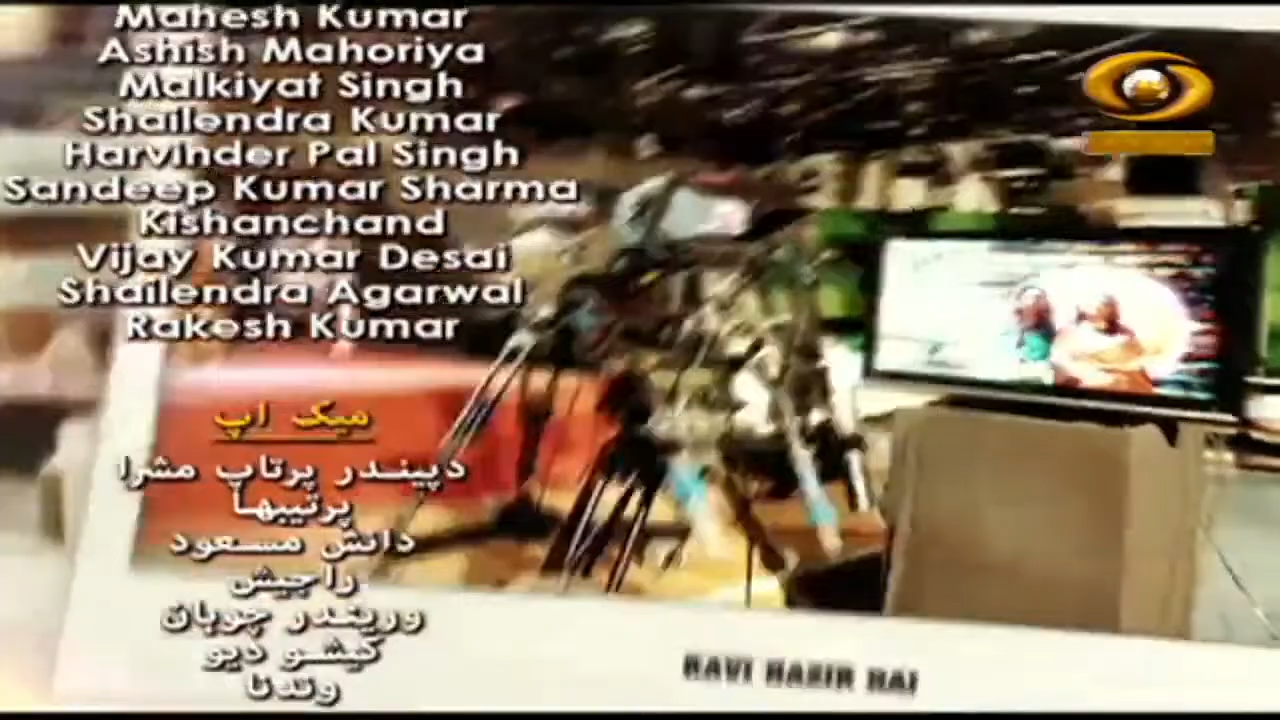 Mahesh Kumar
Ashish Mahoriya
Malkiyat Singh
Shailendra Kumar
Harvinder Pal Singh
Sandeep Kumar Sharma
Kishanchand
Vijay Kumar Desai
Shailendra Agarwal
Rakesh Kumar
میک اپ
دپیندر پرتاپ مشرا
پرتیبھا
دانش مسعود
راجیش
وریندر چوہان
کیشو دیو
وندنا
KAVI HAZIR HAI